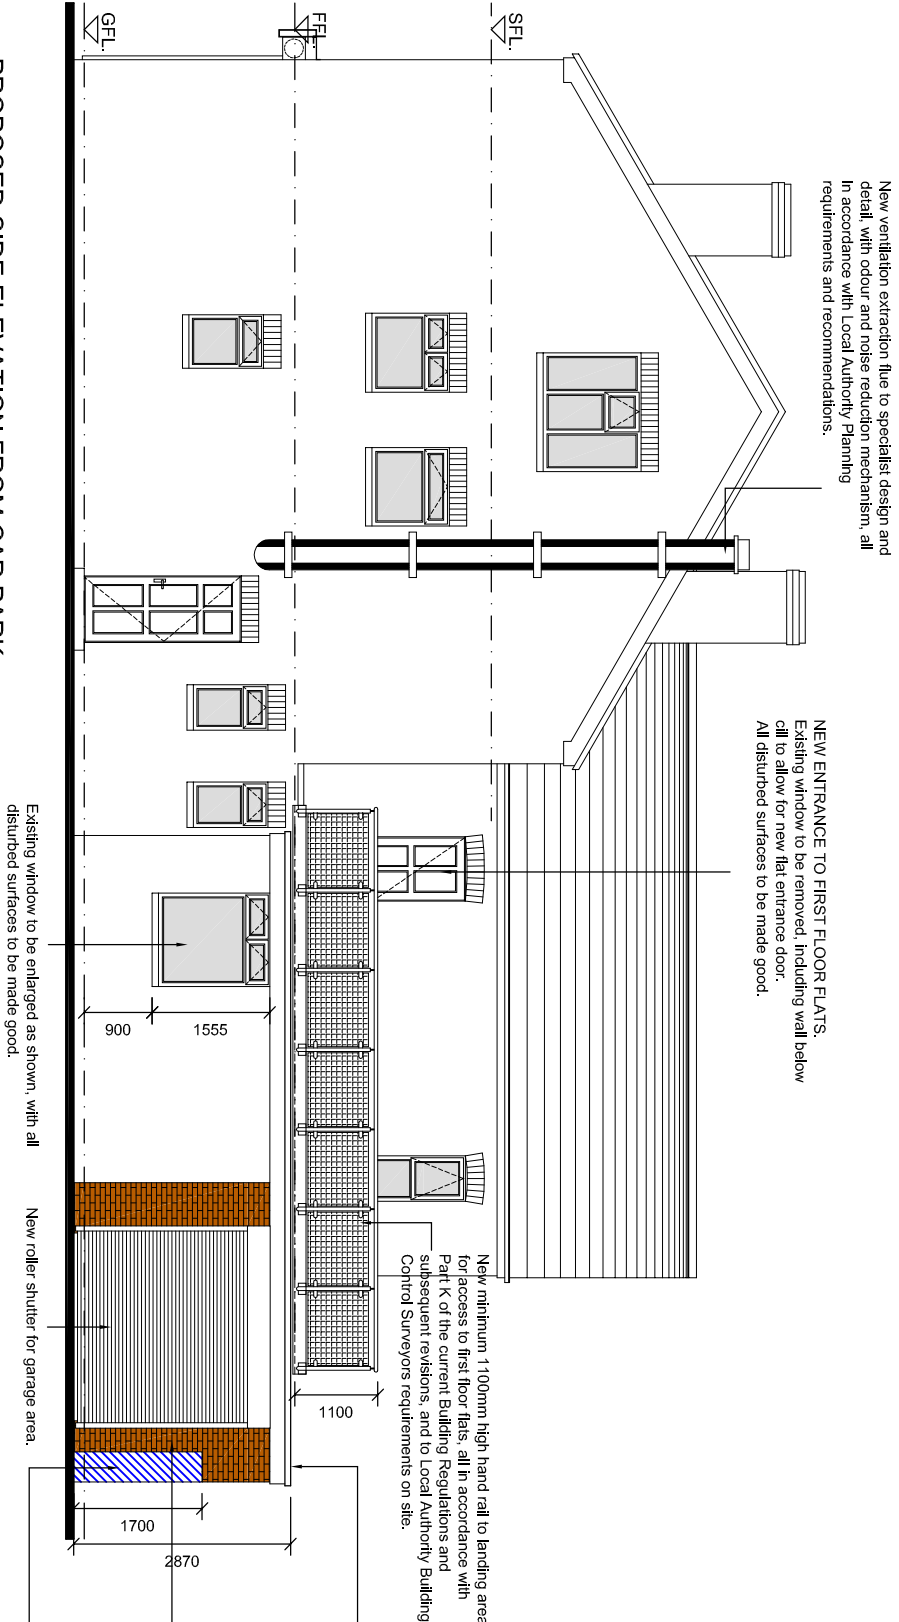 New ventilation extraction flue to specialist design and
detail, with odour and noise reduction mechanism, all
In accordance with Local Authority Planning
requirements and recommendations.
NEW ENTRANCE TO FIRST FLOOR FLATS.
Existing window to be removed, including wall below
cill to allow for new flat entrance door.
All disturbed surfaces to be made good.
SFL.
FFL.
GFL.
New minimum 1100mm high hand rail to landing area
for access to first floor flats, all in accordance with
Part K of the current Building Regulations and
subsequent revisions, and to Local Authority Building
Control Surveyors requirements on site.
1100
1555
900
1700
2870
Existing window to be enlarged as shown, with all
disturbed surfaces to be made good.
New roller shutter for garage area.
PROPOSED SIDE ELEVATION FROM CAR PARK